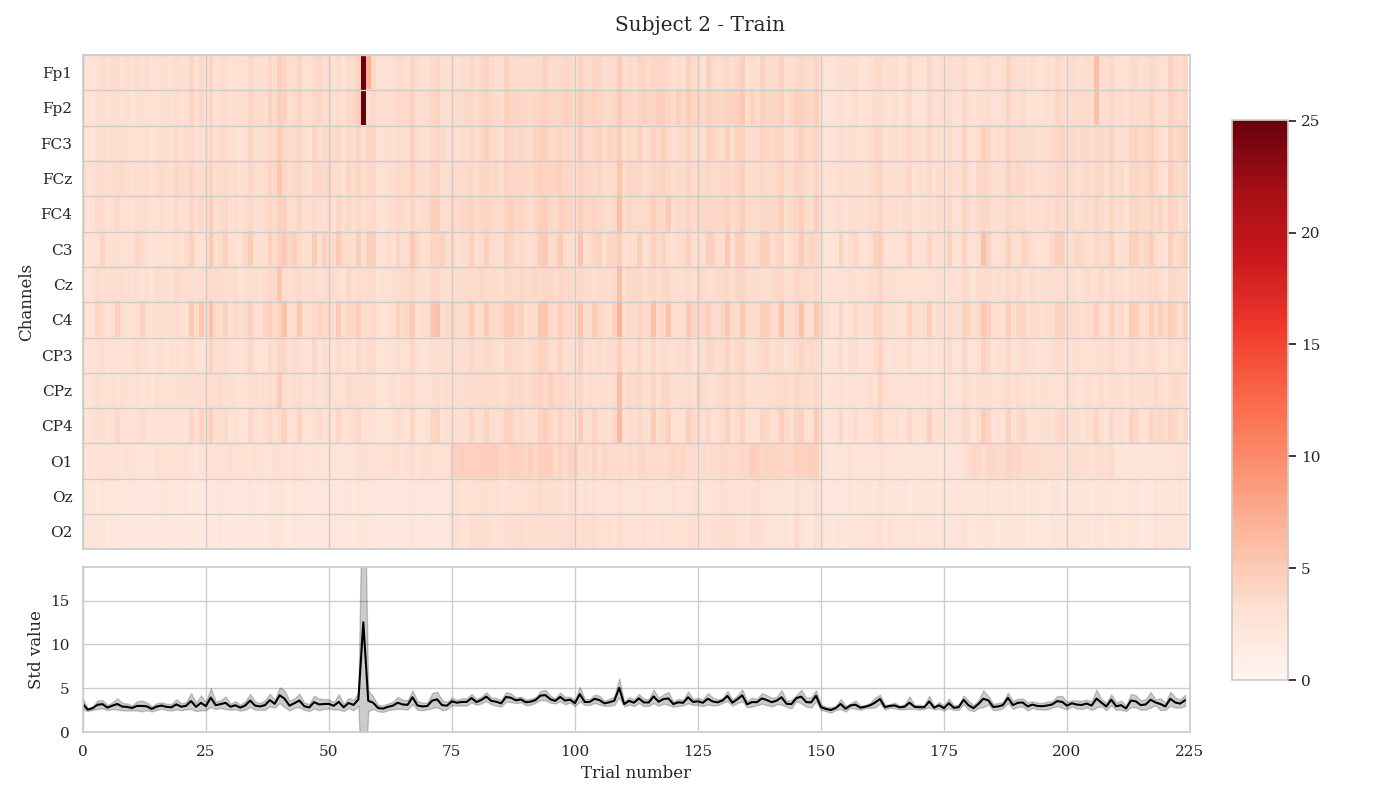 Subject 2 - Train
Channels
Fp1
Fp2
FC3
FCz
FC4
C3
Cz
C4
CP3
CPz
CP4
O1
Oz
O2
25
20
15
10
5
0
Std value
15
10
5
0
0 25 50 75 100 125 150 175 200 225
Trial number